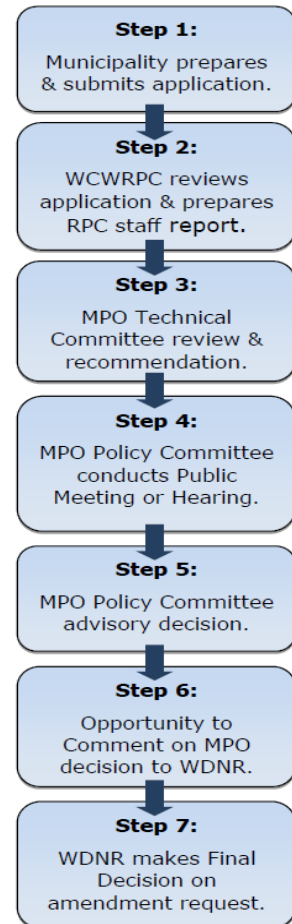 Step 1:
Municipality prepares
& submits application.
Step 2:
WCWRPC reviews
application & prepares
RPC staff report.
Step 3:
MPO Technical
Committee review &
recommendation.
Step 4:
MPO Policy Committee
conducts Public
Meeting or Hearing.
Step 5:
MPO Policy Committee
advisory decision.
Step 6:
Opportunity to
Comment on MPO
decision to WDNR.
Step 7:
WDNR makes Final
Decision on
amendment request.